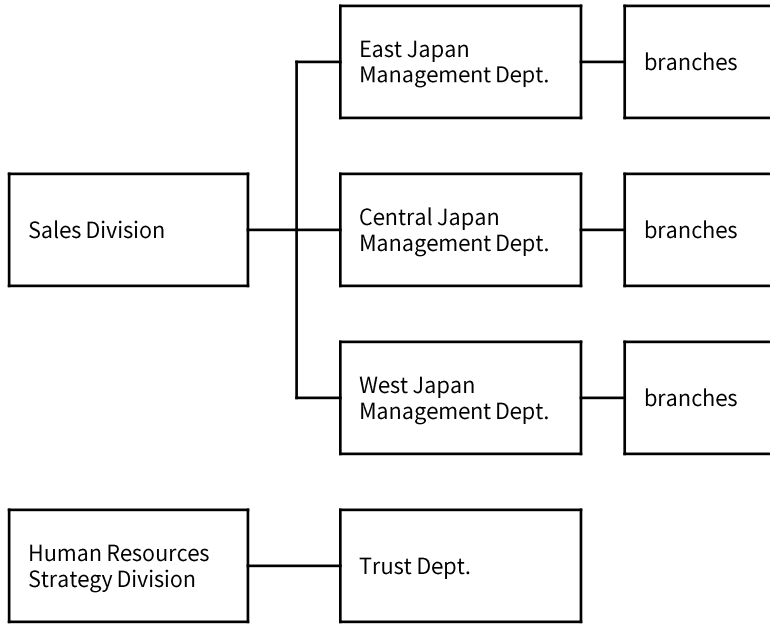 East Japan
Management Dept.
branches
Sales Division
Central Japan
Management Dept.
branches
West Japan
Management Dept.
branches
Human Resources
Strategy Division
Trust Dept.